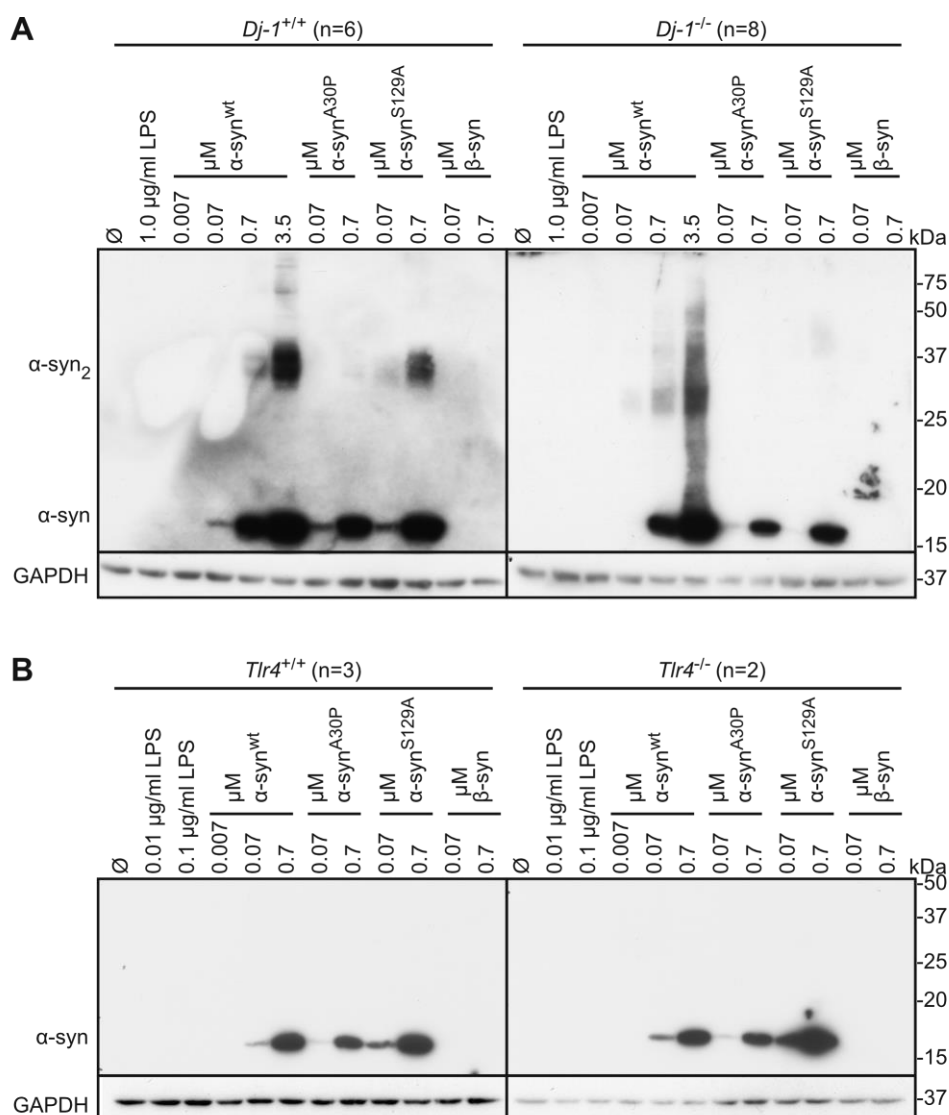 A
Dj-1+/+ (n=6)
Dj-1-/- (n=8)
1.0 µg/ml LPS
µM
α-synwt
µM
α-synA30P
µM
α-synS129A
µM
β-syn
1.0 µg/ml LPS
µM
α-synwt
µM
α-synA30P
µM
α-synS129A
µM
β-syn
Ø 0.007 0.07 0.7 3.5 0.07 0.7 0.07 0.7 0.07 0.7 Ø 0.007 0.07 0.7 3.5 0.07 0.7 0.07 0.7 0.07 0.7 kDa
-75
-50
α-syn2
-37
-25
-20
α-syn
-15
GAPDH
-37
B
Tlr4+/+ (n=3)
Tlr4-/- (n=2)
0.01 µg/ml LPS
0.1 µg/ml LPS
µM
α-synwt
µM
α-synA30P
µM
α-synS129A
µM
β-syn
0.01 µg/ml LPS
0.1 µg/ml LPS
µM
α-synwt
µM
α-synA30P
µM
α-synS129A
µM
β-syn
Ø 0.007 0.07 0.7 0.07 0.7 0.07 0.7 0.07 0.7 Ø 0.007 0.07 0.7 0.07 0.7 0.07 0.7 0.07 0.7 kDa
-50
-37
-25
-20
α-syn
-15
GAPDH
-37